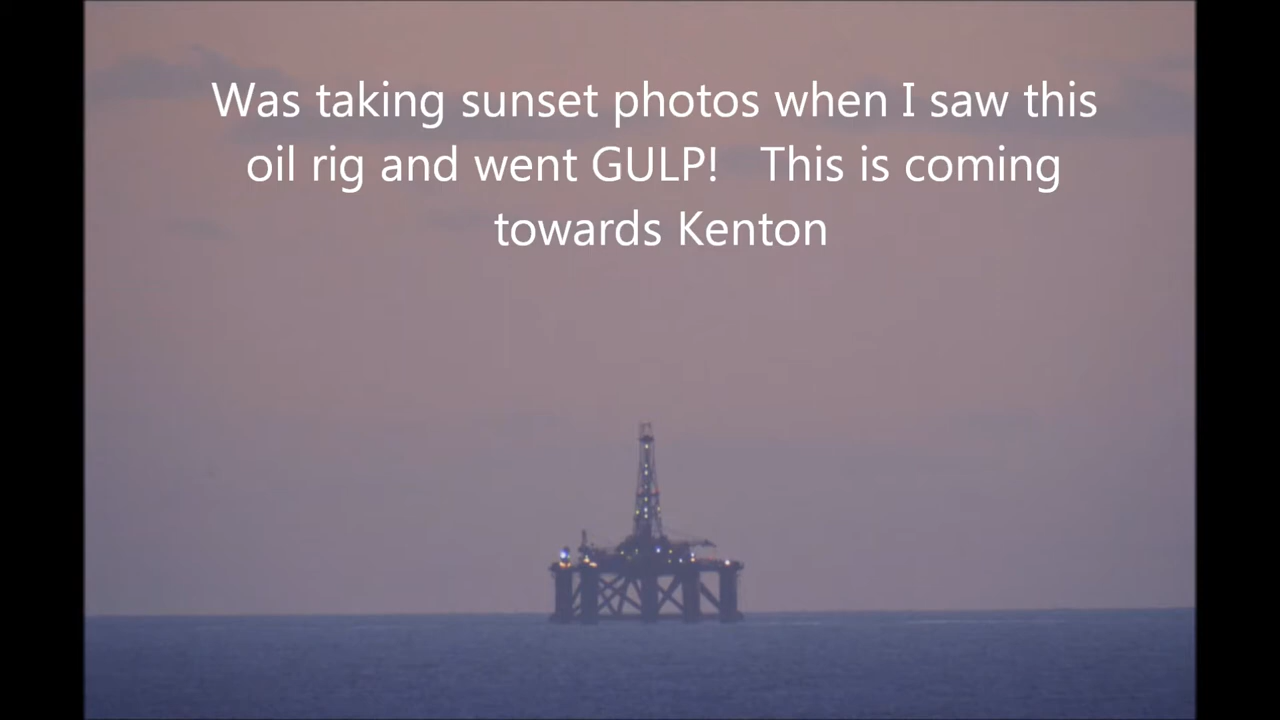 Was taking sunset photos when I saw this
oil rig and went GULP!   This is coming
towards Kenton